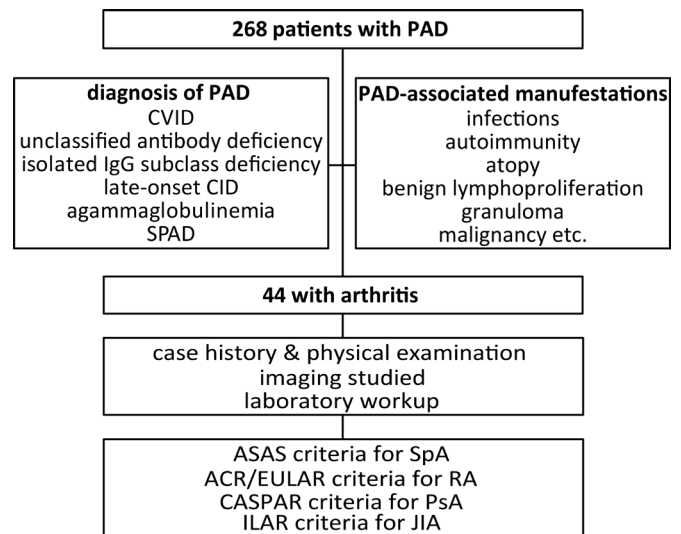 268 patients with PAD
diagnosis of PAD
CVID
unclassified antibody deficiency
isolated IgG subclass deficiency
late-onset CID
agammaglobulinemia
SPAD
PAD-associated manufestations
infections
autoimmunity
atopy
benign lymphoproliferation
granuloma
malignancy etc.
44 with arthritis
case history & physical examination
imaging studied
laboratory workup
ASAS criteria for SpA
ACR/EULAR criteria for RA
CASPAR criteria for PsA
ILAR criteria for JIA